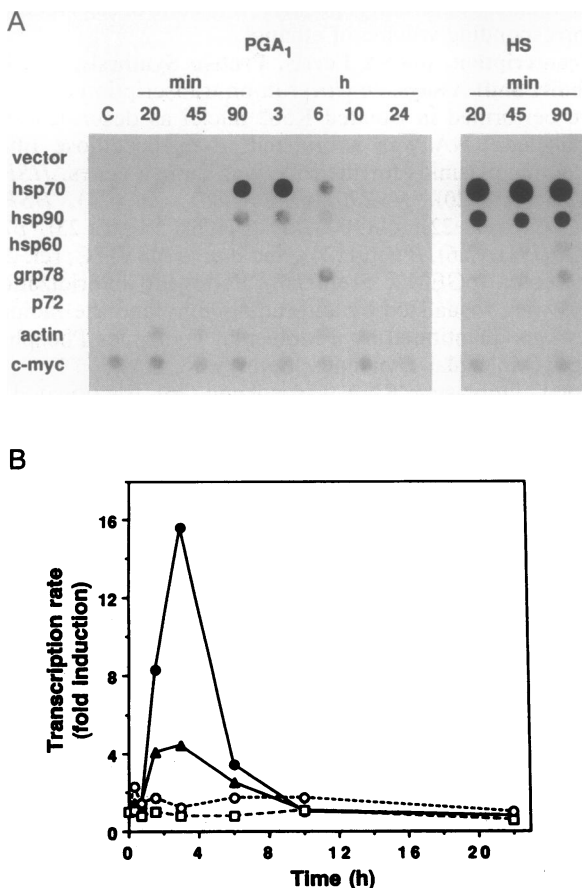 A
PGA1 HS
min h min
C 20 45 90 3 6 10 24 20 45 90
vector
hsp70
hsp90
hsp60
grp78
p72
actin
c-myc
B
Transcription rate
(fold induction)
16
12
8
4
0
0 4 8 12 16 20
Time (h)